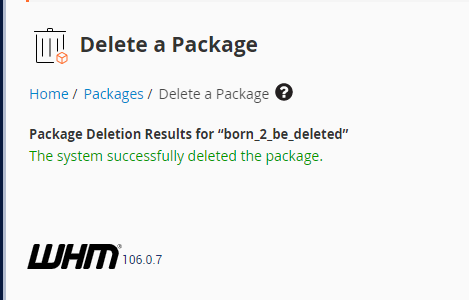 Delete a Package
Home / Packages / Delete a Package ?
Package Deletion Results for “born_2_be_deleted”
The system successfully deleted the package.
WHM® 106.0.7